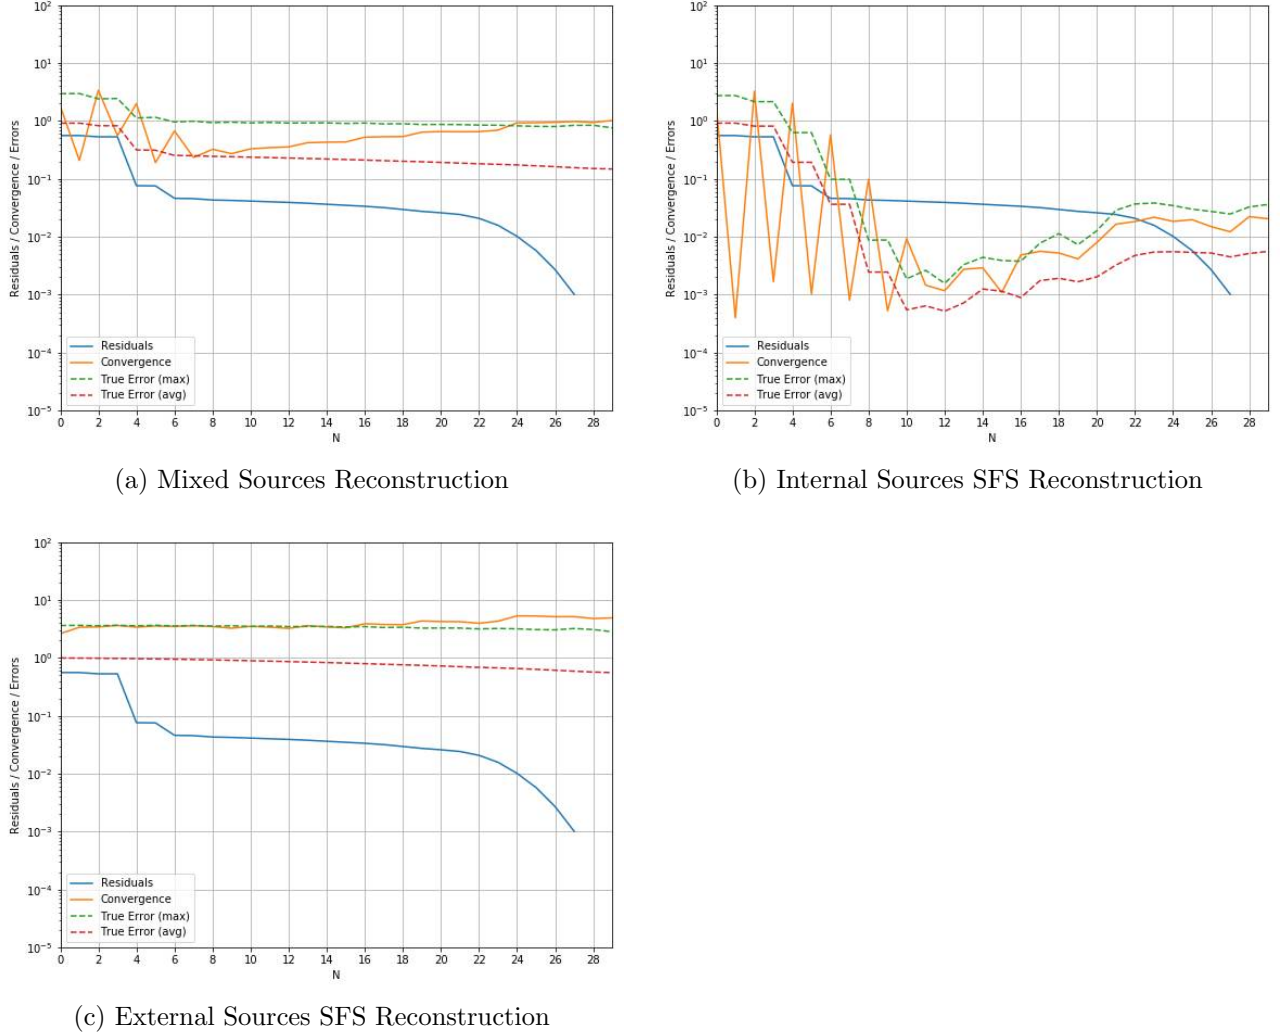 10²
10¹
10⁰
10⁻¹
10⁻²
10⁻³
10⁻⁴
10⁻⁵
Residuals / Convergence / Errors
Residuals
Convergence
True Error (max)
True Error (avg)
0 2 4 6 8 10 12 14 16 18 20 22 24 26 28
N
(a) Mixed Sources Reconstruction
10²
10¹
10⁰
10⁻¹
10⁻²
10⁻³
10⁻⁴
10⁻⁵
Residuals / Convergence / Errors
Residuals
Convergence
True Error (max)
True Error (avg)
0 2 4 6 8 10 12 14 16 18 20 22 24 26 28
N
(b) Internal Sources SFS Reconstruction
10²
10¹
10⁰
10⁻¹
10⁻²
10⁻³
10⁻⁴
10⁻⁵
Residuals / Convergence / Errors
Residuals
Convergence
True Error (max)
True Error (avg)
0 2 4 6 8 10 12 14 16 18 20 22 24 26 28
N
(c) External Sources SFS Reconstruction